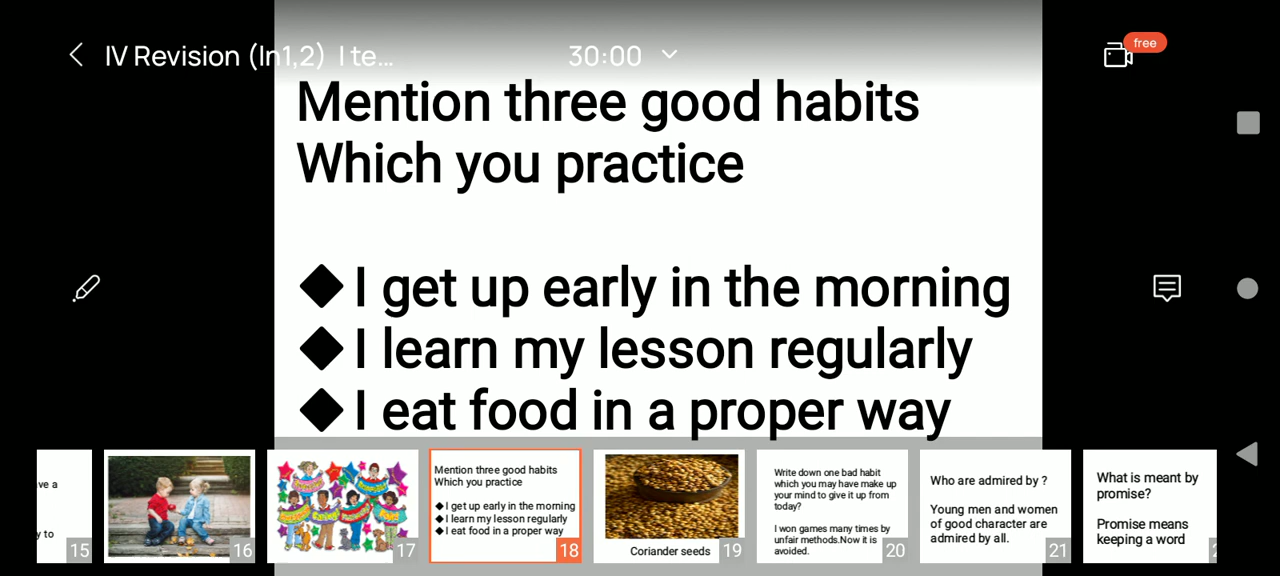 IV Revision (In1,2) I te...
30:00
free
Mention three good habits
Which you practice
◆ I get up early in the morning
◆ I learn my lesson regularly
◆ I eat food in a proper way
ve a
y to
15
16
17
Mention three good habits
Which you practice
◆ I get up early in the morning
◆ I learn my lesson regularly
◆ I eat food in a proper way
18
Coriander seeds
19
Write down one bad habit
which you may have make up
your mind to give it up from
today?
I won games many times by
unfair methods.Now it is
avoided.
20
Who are admired by ?
Young men and women
of good character are
admired by all.
21
What is meant by
promise?
Promise means
keeping a word